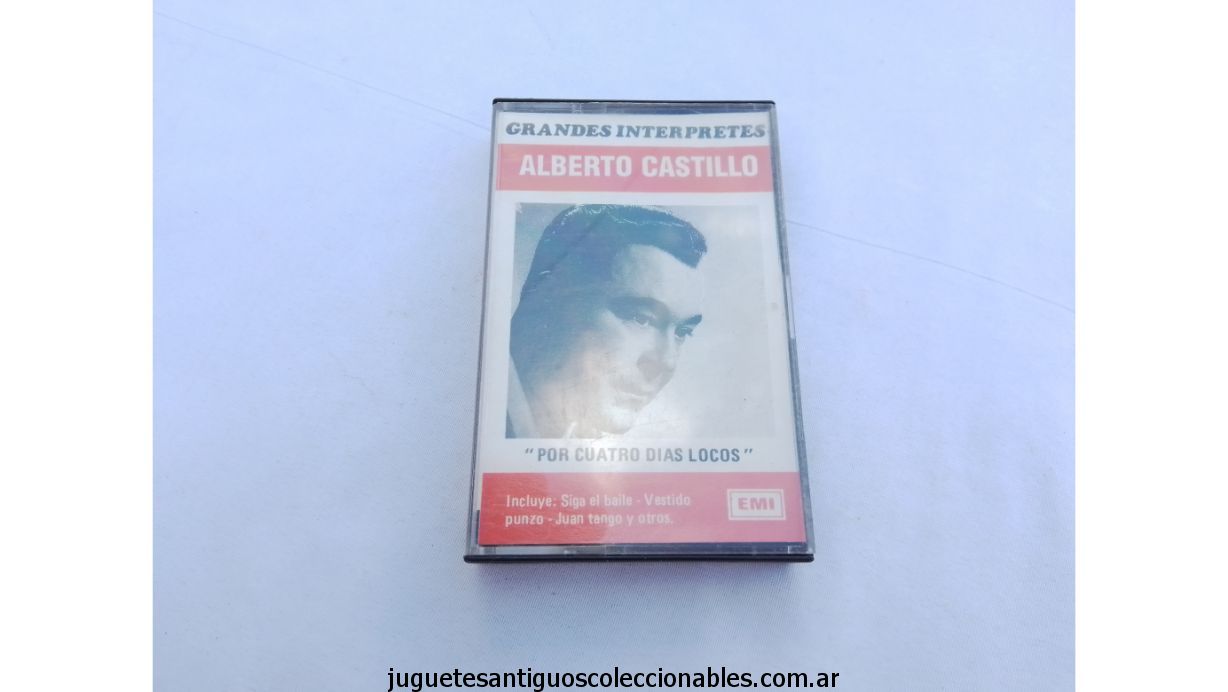 GRANDES INTERPRETES
ALBERTO CASTILLO
"POR CUATRO DIAS LOCOS"
Incluye: Siga el baile - Vestido
punzo - Juan tango y otros.
EMI
juguetesantiguoscoleccionables.com.ar